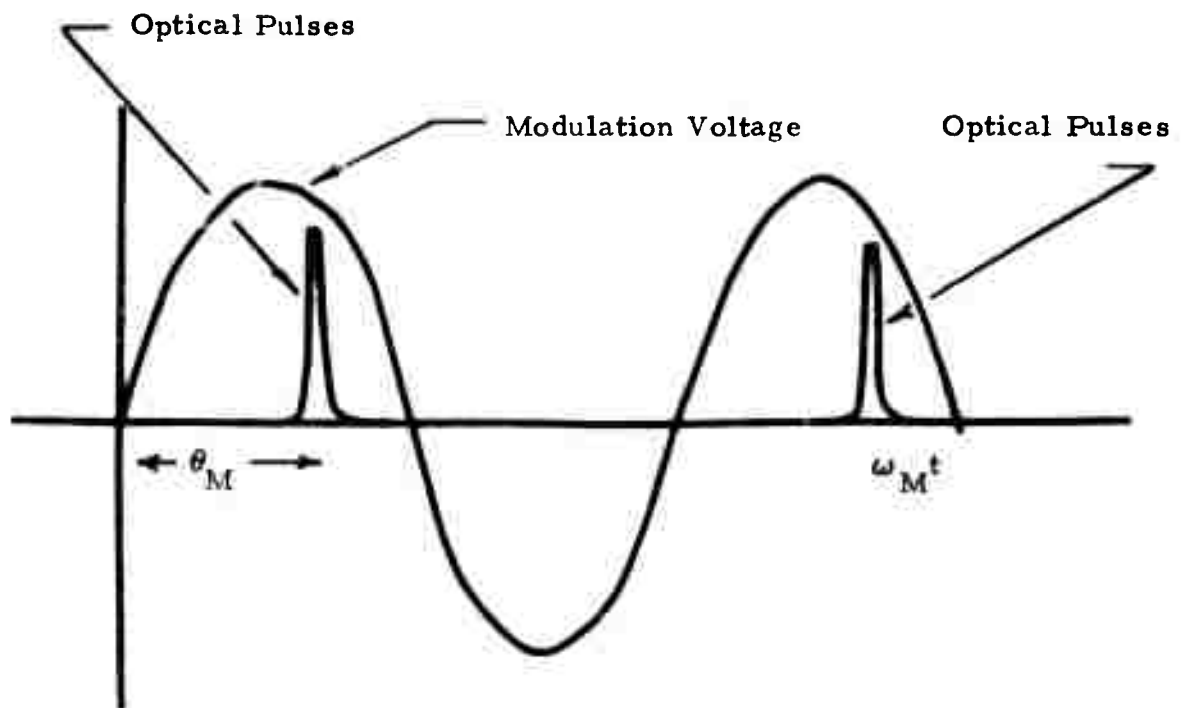 Optical Pulses
Modulation Voltage
Optical Pulses
θM
ωMt